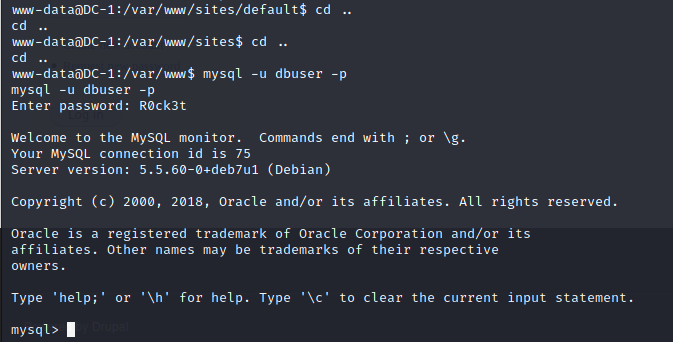 www-data@DC-1:/var/www/sites/default$ cd ..
cd ..
www-data@DC-1:/var/www/sites$ cd ..
cd ..
www-data@DC-1:/var/www$ mysql -u dbuser -p
mysql -u dbuser -p
Enter password: R0ck3t
Welcome to the MySQL monitor.  Commands end with ; or \g.
Your MySQL connection id is 75
Server version: 5.5.60-0+deb7u1 (Debian)
Copyright (c) 2000, 2018, Oracle and/or its affiliates. All rights reserved.
Oracle is a registered trademark of Oracle Corporation and/or its
affiliates. Other names may be trademarks of their respective
owners.
Type 'help;' or '\h' for help. Type '\c' to clear the current input statement.
mysql>